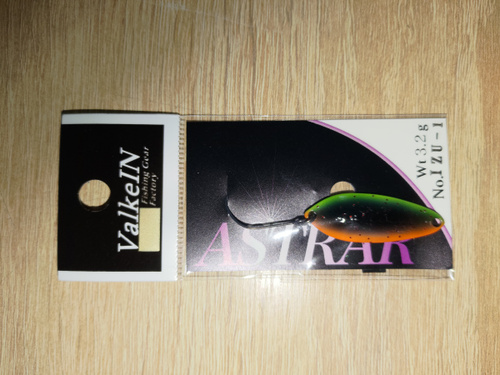 ValkeIN
Fishing Gear
Factory
ASTRAR
Wt 3.2g
No.IZU-1